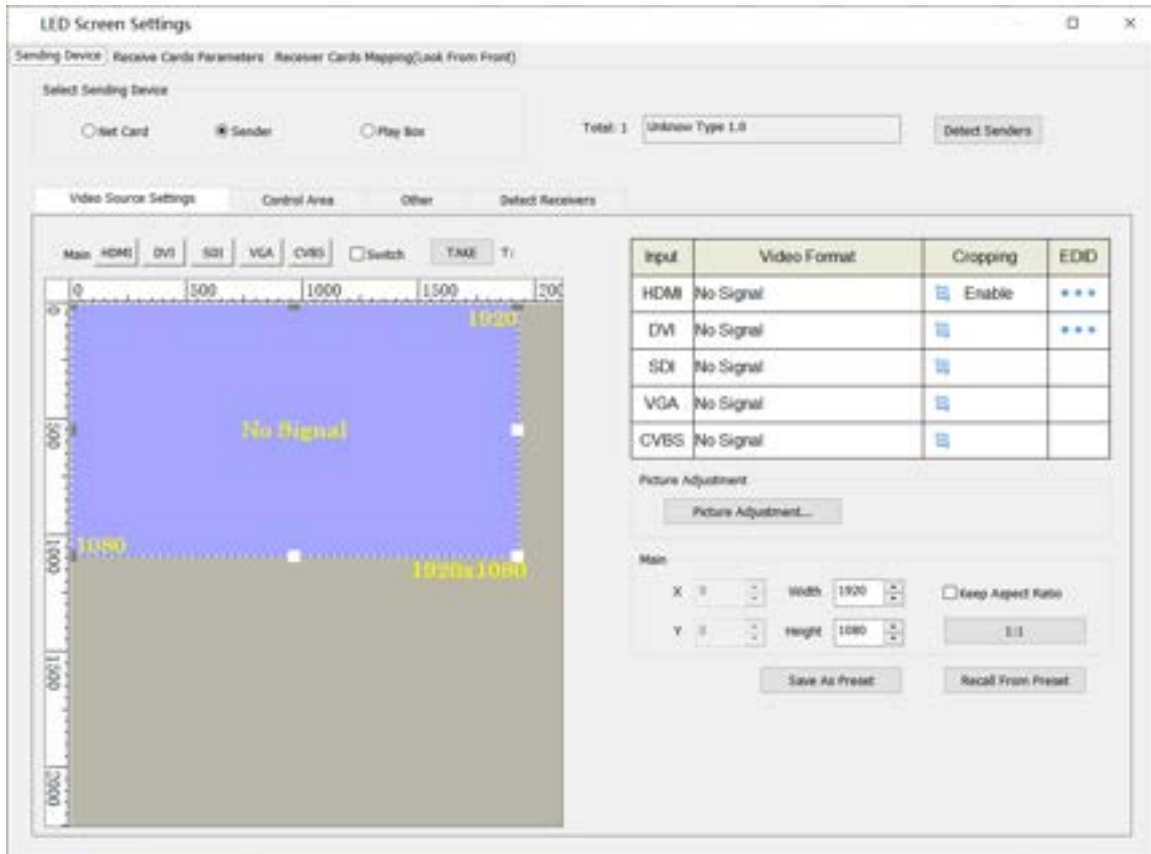 LED Screen Settings
Sending Device Receive Cards Parameters Receiver Cards Mapping(Look From Front)
Select Sending Device
Net Card Sender Play Box
Total: 1 Unknow Type 1.0 Detect Senders
Video Source Settings Control Area Other Detect Receivers
Main HDMI DVI SDI VGA CVBS Switch TAKE T:
0 500 1000 1500 200
0 500 1000 1500 2000
1920
No Signal
1080
1920x1080
Input Video Format Cropping EDID
HDMI No Signal Enable
DVI No Signal
SDI No Signal
VGA No Signal
CVBS No Signal
Picture Adjustment
Picture Adjustment...
Main
X 0 Width 1920 Keep Aspect Ratio
Y 0 Height 1080 1:1
Save As Preset Recall From Preset